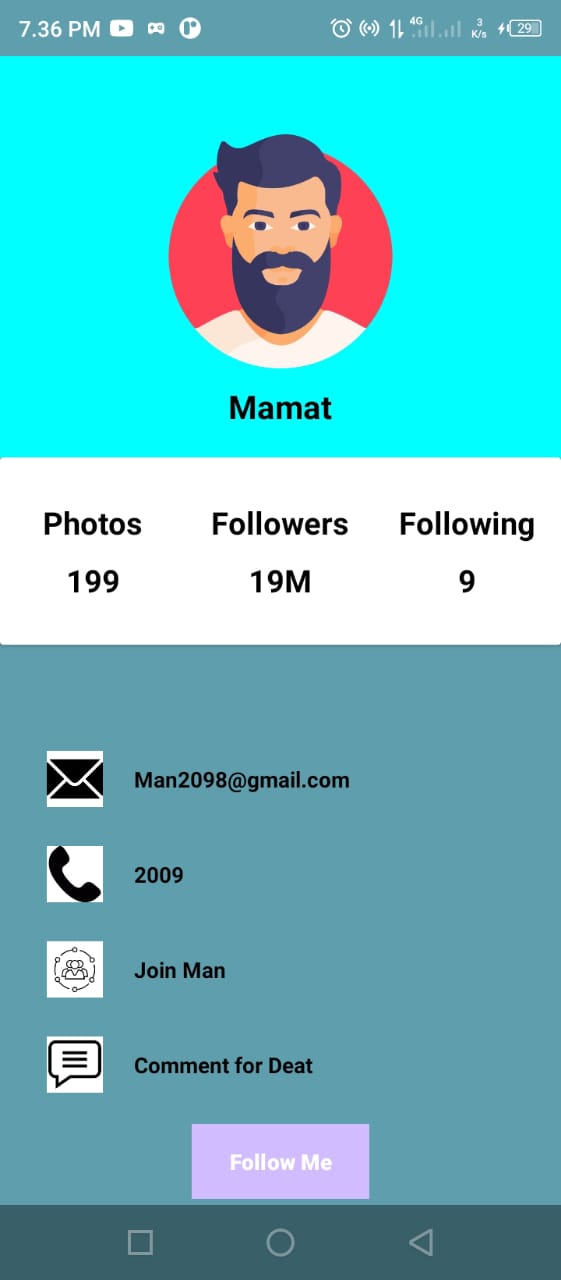 7.36 PM 4G 3 K/s 29
Mamat
Photos Followers Following
199 19M 9
Man2098@gmail.com
2009
Join Man
Comment for Deat
Follow Me